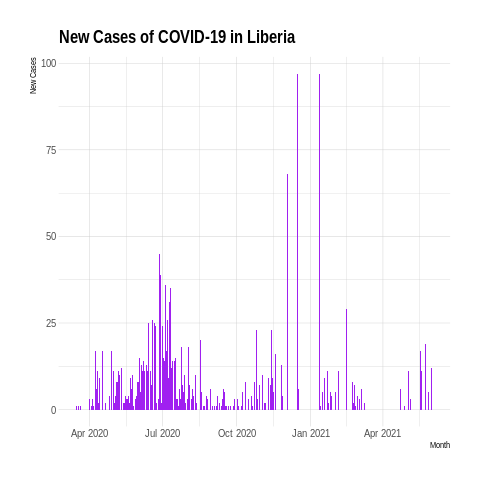 New Cases of COVID-19 in Liberia
New Cases
100
75
50
25
0
Apr 2020
Jul 2020
Oct 2020
Jan 2021
Apr 2021
Month